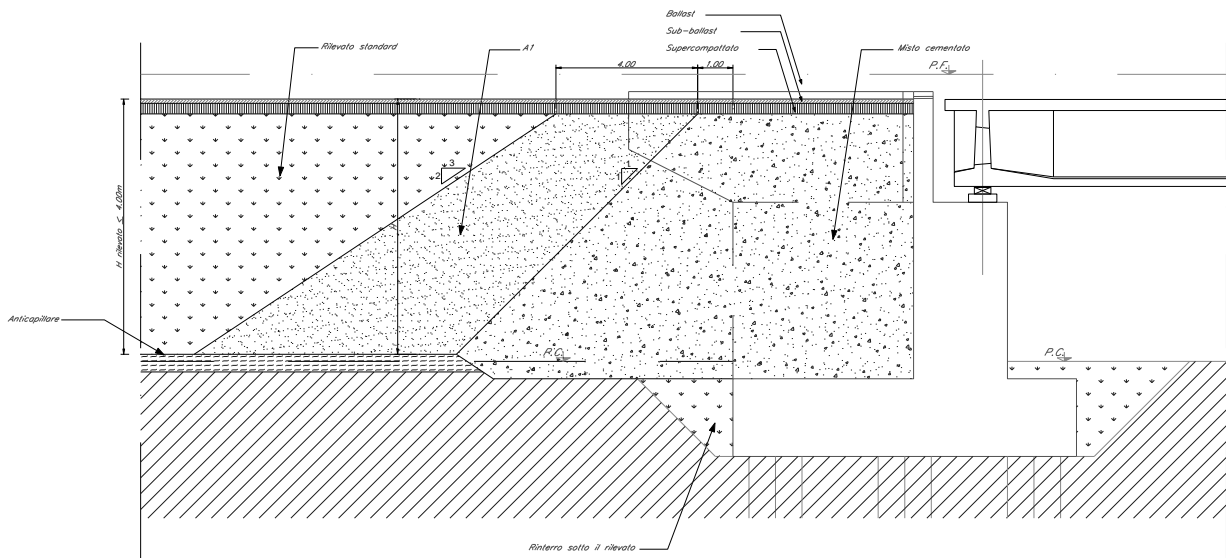 Ballast
Sub-ballast
Supercompattato
Rilevato standard
A1
Misto cementato
P.F.
4.00
1.00
3
2
1
1
H rilevato ≤ 4.00m
H
Anticapillare
P.C.
P.C.
Rinterro sotto il rilevato